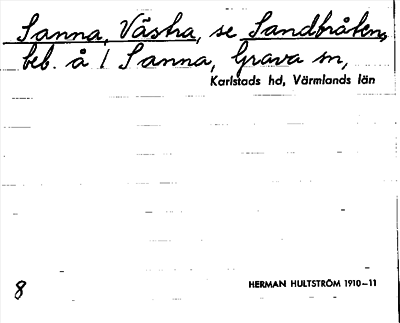 Sanna, Västra, se Sandbråten,
beb. å 1 Sanna, Grava sn,
Karlstads hd, Värmlands län
8
HERMAN HULTSTRÖM 1910–11